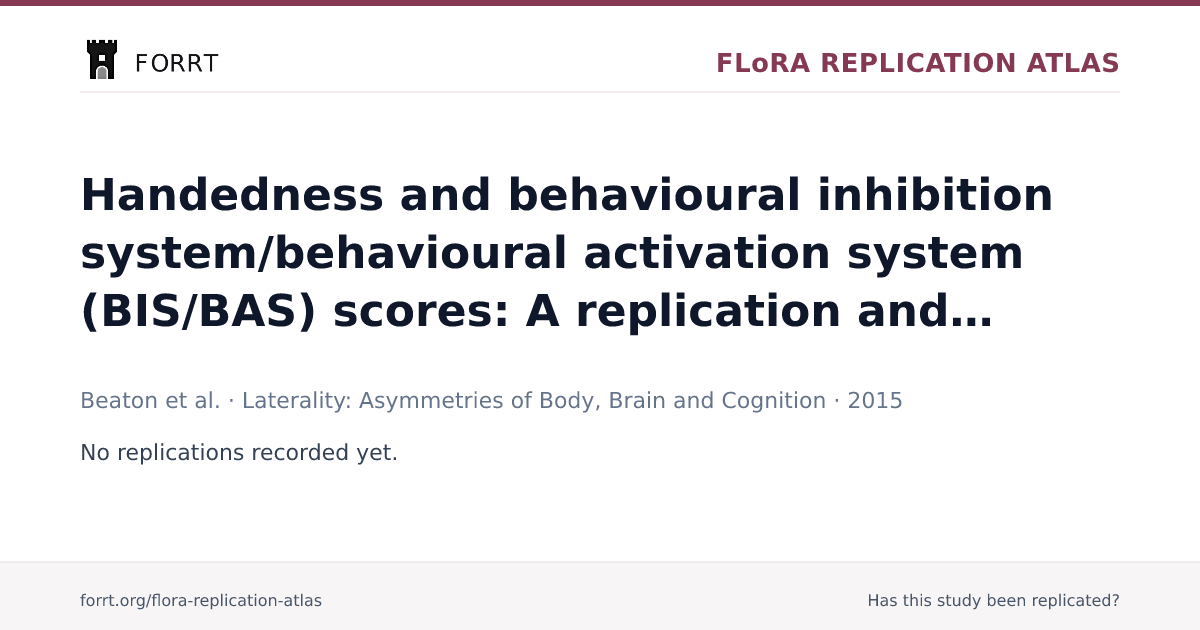 FORRT
FLoRA REPLICATION ATLAS
Handedness and behavioural inhibition
system/behavioural activation system
(BIS/BAS) scores: A replication and…
Beaton et al. · Laterality: Asymmetries of Body, Brain and Cognition · 2015
No replications recorded yet.
forrt.org/flora-replication-atlas
Has this study been replicated?